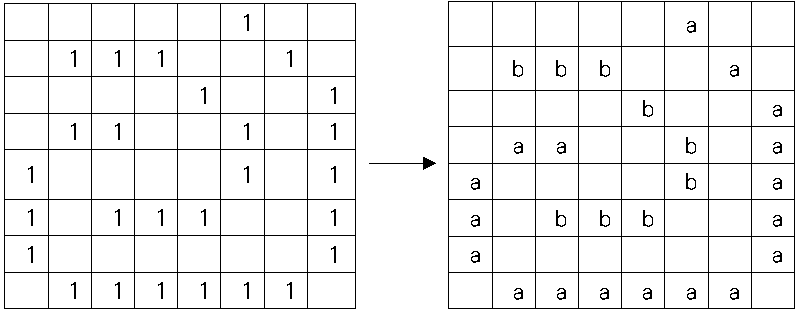 1 a
1 1 1 1 b b b a
1 1 b a
1 1 1 1 a a b a
1 1 1 a b a
1 1 1 1 1 a b b b a
1 1 a a
1 1 1 1 1 1 a a a a a a